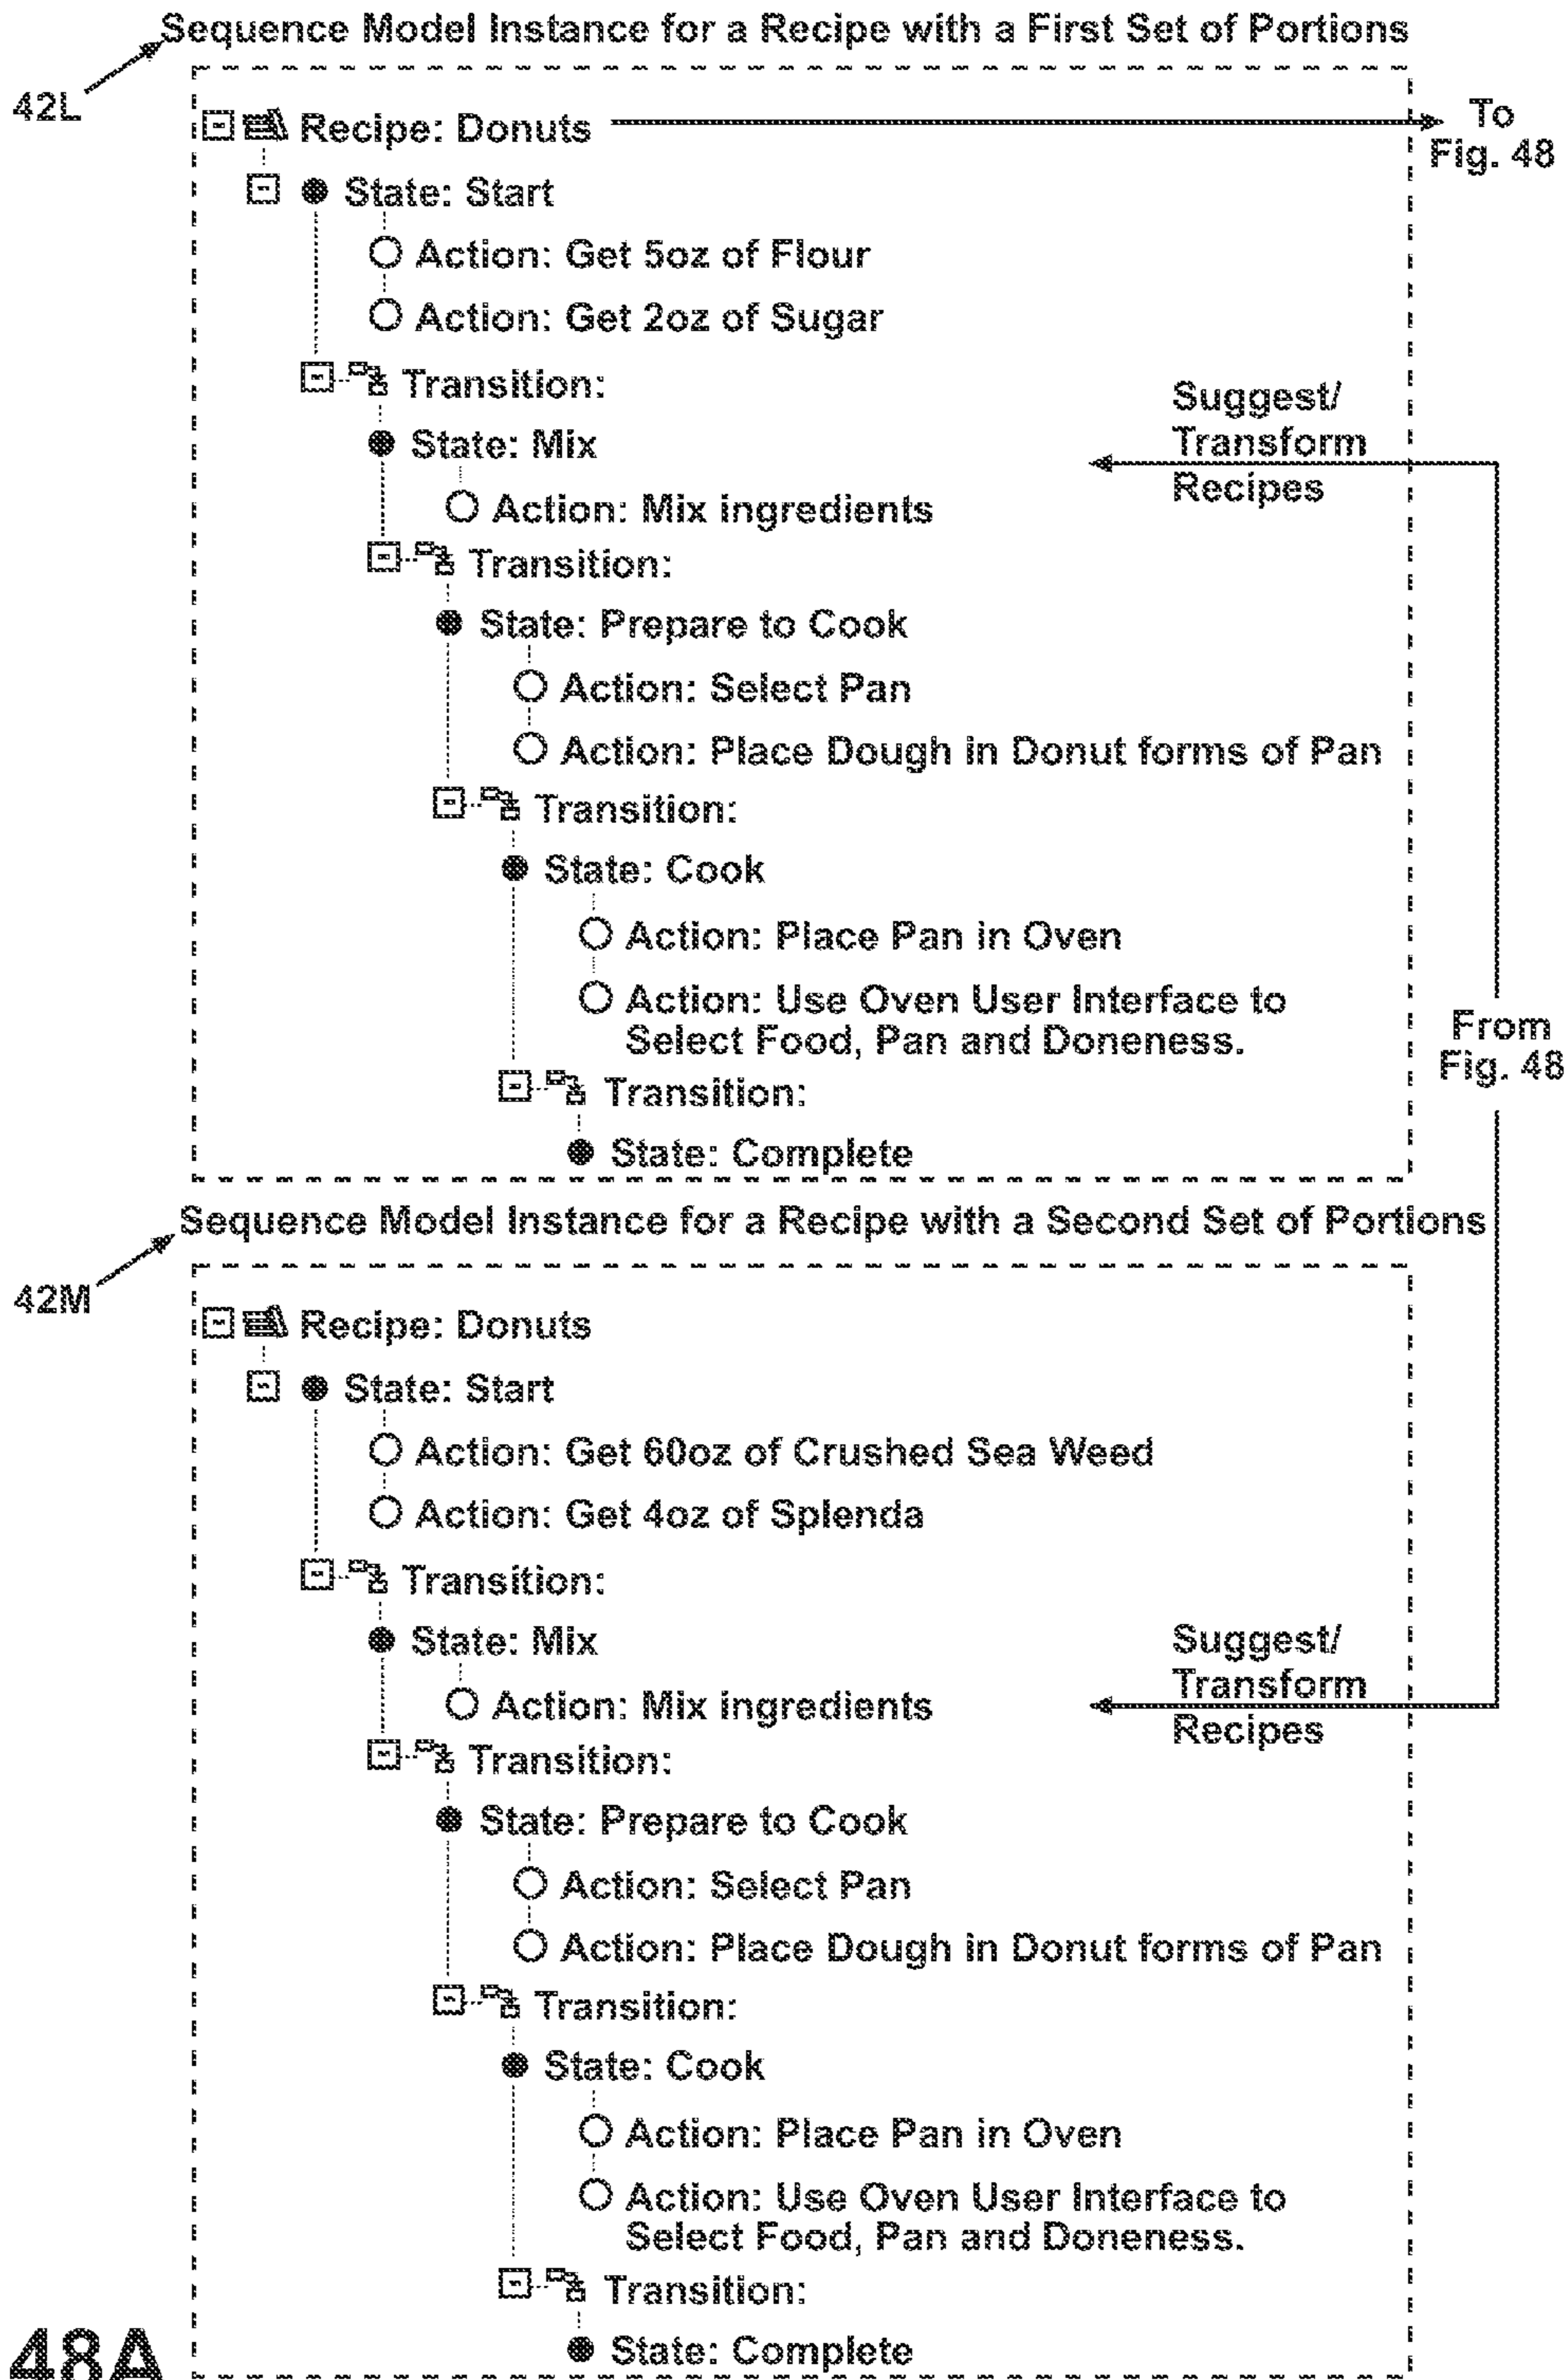 Sequence Model Instance for a Recipe with a First Set of Portions
42L
Recipe: Donuts
To
Fig. 48
State: Start
Action: Get 5oz of Flour
Action: Get 2oz of Sugar
Transition:
Suggest/
Transform
Recipes
State: Mix
Action: Mix ingredients
Transition:
State: Prepare to Cook
Action: Select Pan
Action: Place Dough in Donut forms of Pan
Transition:
State: Cook
Action: Place Pan in Oven
Action: Use Oven User Interface to
Select Food, Pan and Doneness.
From
Fig. 48
Transition:
State: Complete
Sequence Model Instance for a Recipe with a Second Set of Portions
42M
Recipe: Donuts
State: Start
Action: Get 60oz of Crushed Sea Weed
Action: Get 4oz of Splenda
Transition:
State: Mix
Suggest/
Transform
Recipes
Action: Mix ingredients
Transition:
State: Prepare to Cook
Action: Select Pan
Action: Place Dough in Donut forms of Pan
Transition:
State: Cook
Action: Place Pan in Oven
Action: Use Oven User Interface to
Select Food, Pan and Doneness.
Transition:
State: Complete
48A